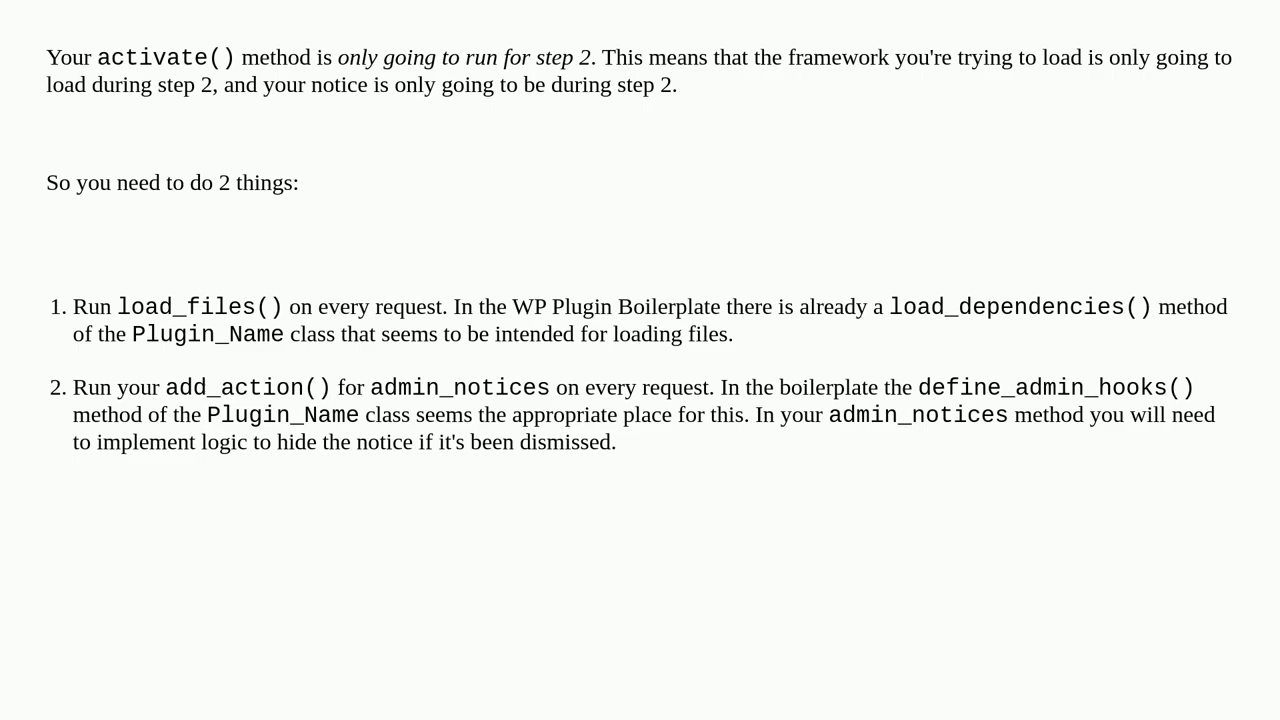 Your activate() method is only going to run for step 2. This means that the framework you're trying to load is only going to
load during step 2, and your notice is only going to be during step 2.
So you need to do 2 things:
1. Run load_files() on every request. In the WP Plugin Boilerplate there is already a load_dependencies() method
of the Plugin_Name class that seems to be intended for loading files.
2. Run your add_action() for admin_notices on every request. In the boilerplate the define_admin_hooks()
method of the Plugin_Name class seems the appropriate place for this. In your admin_notices method you will need
to implement logic to hide the notice if it's been dismissed.